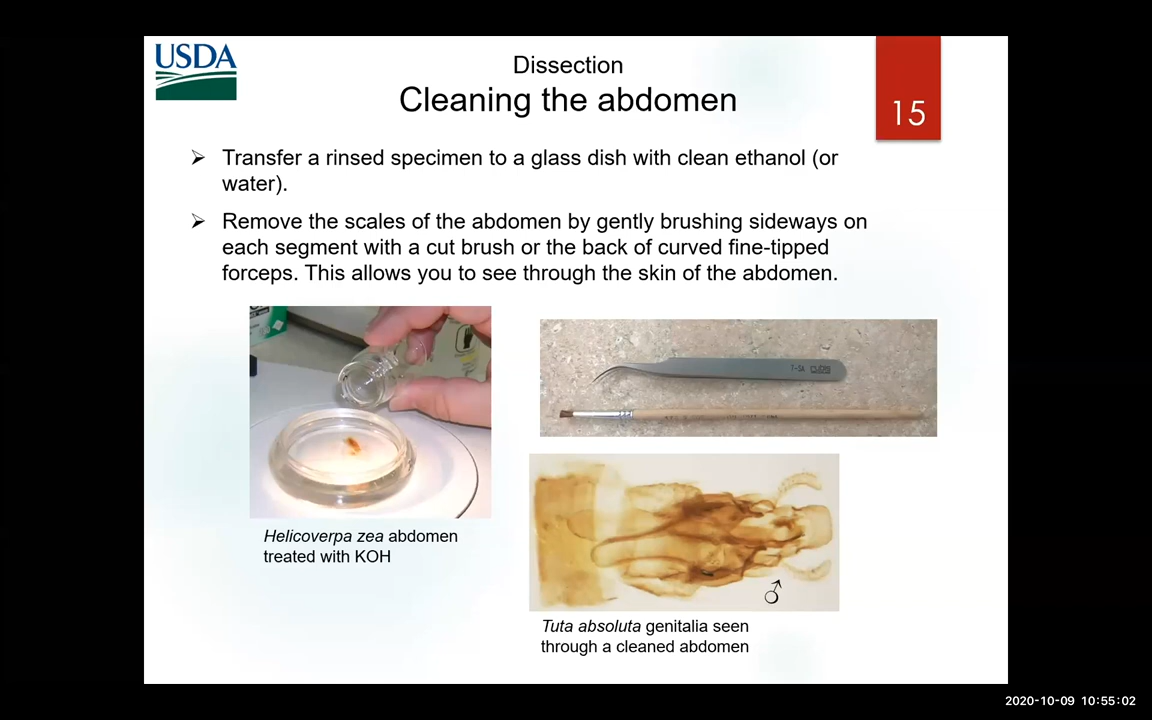 USDA
Dissection
Cleaning the abdomen
15
➢ Transfer a rinsed specimen to a glass dish with clean ethanol (or
water).
➢ Remove the scales of the abdomen by gently brushing sideways on
each segment with a cut brush or the back of curved fine-tipped
forceps. This allows you to see through the skin of the abdomen.
Helicoverpa zea abdomen
treated with KOH
♂
Tuta absoluta genitalia seen
through a cleaned abdomen
2020-10-09 10:55:02